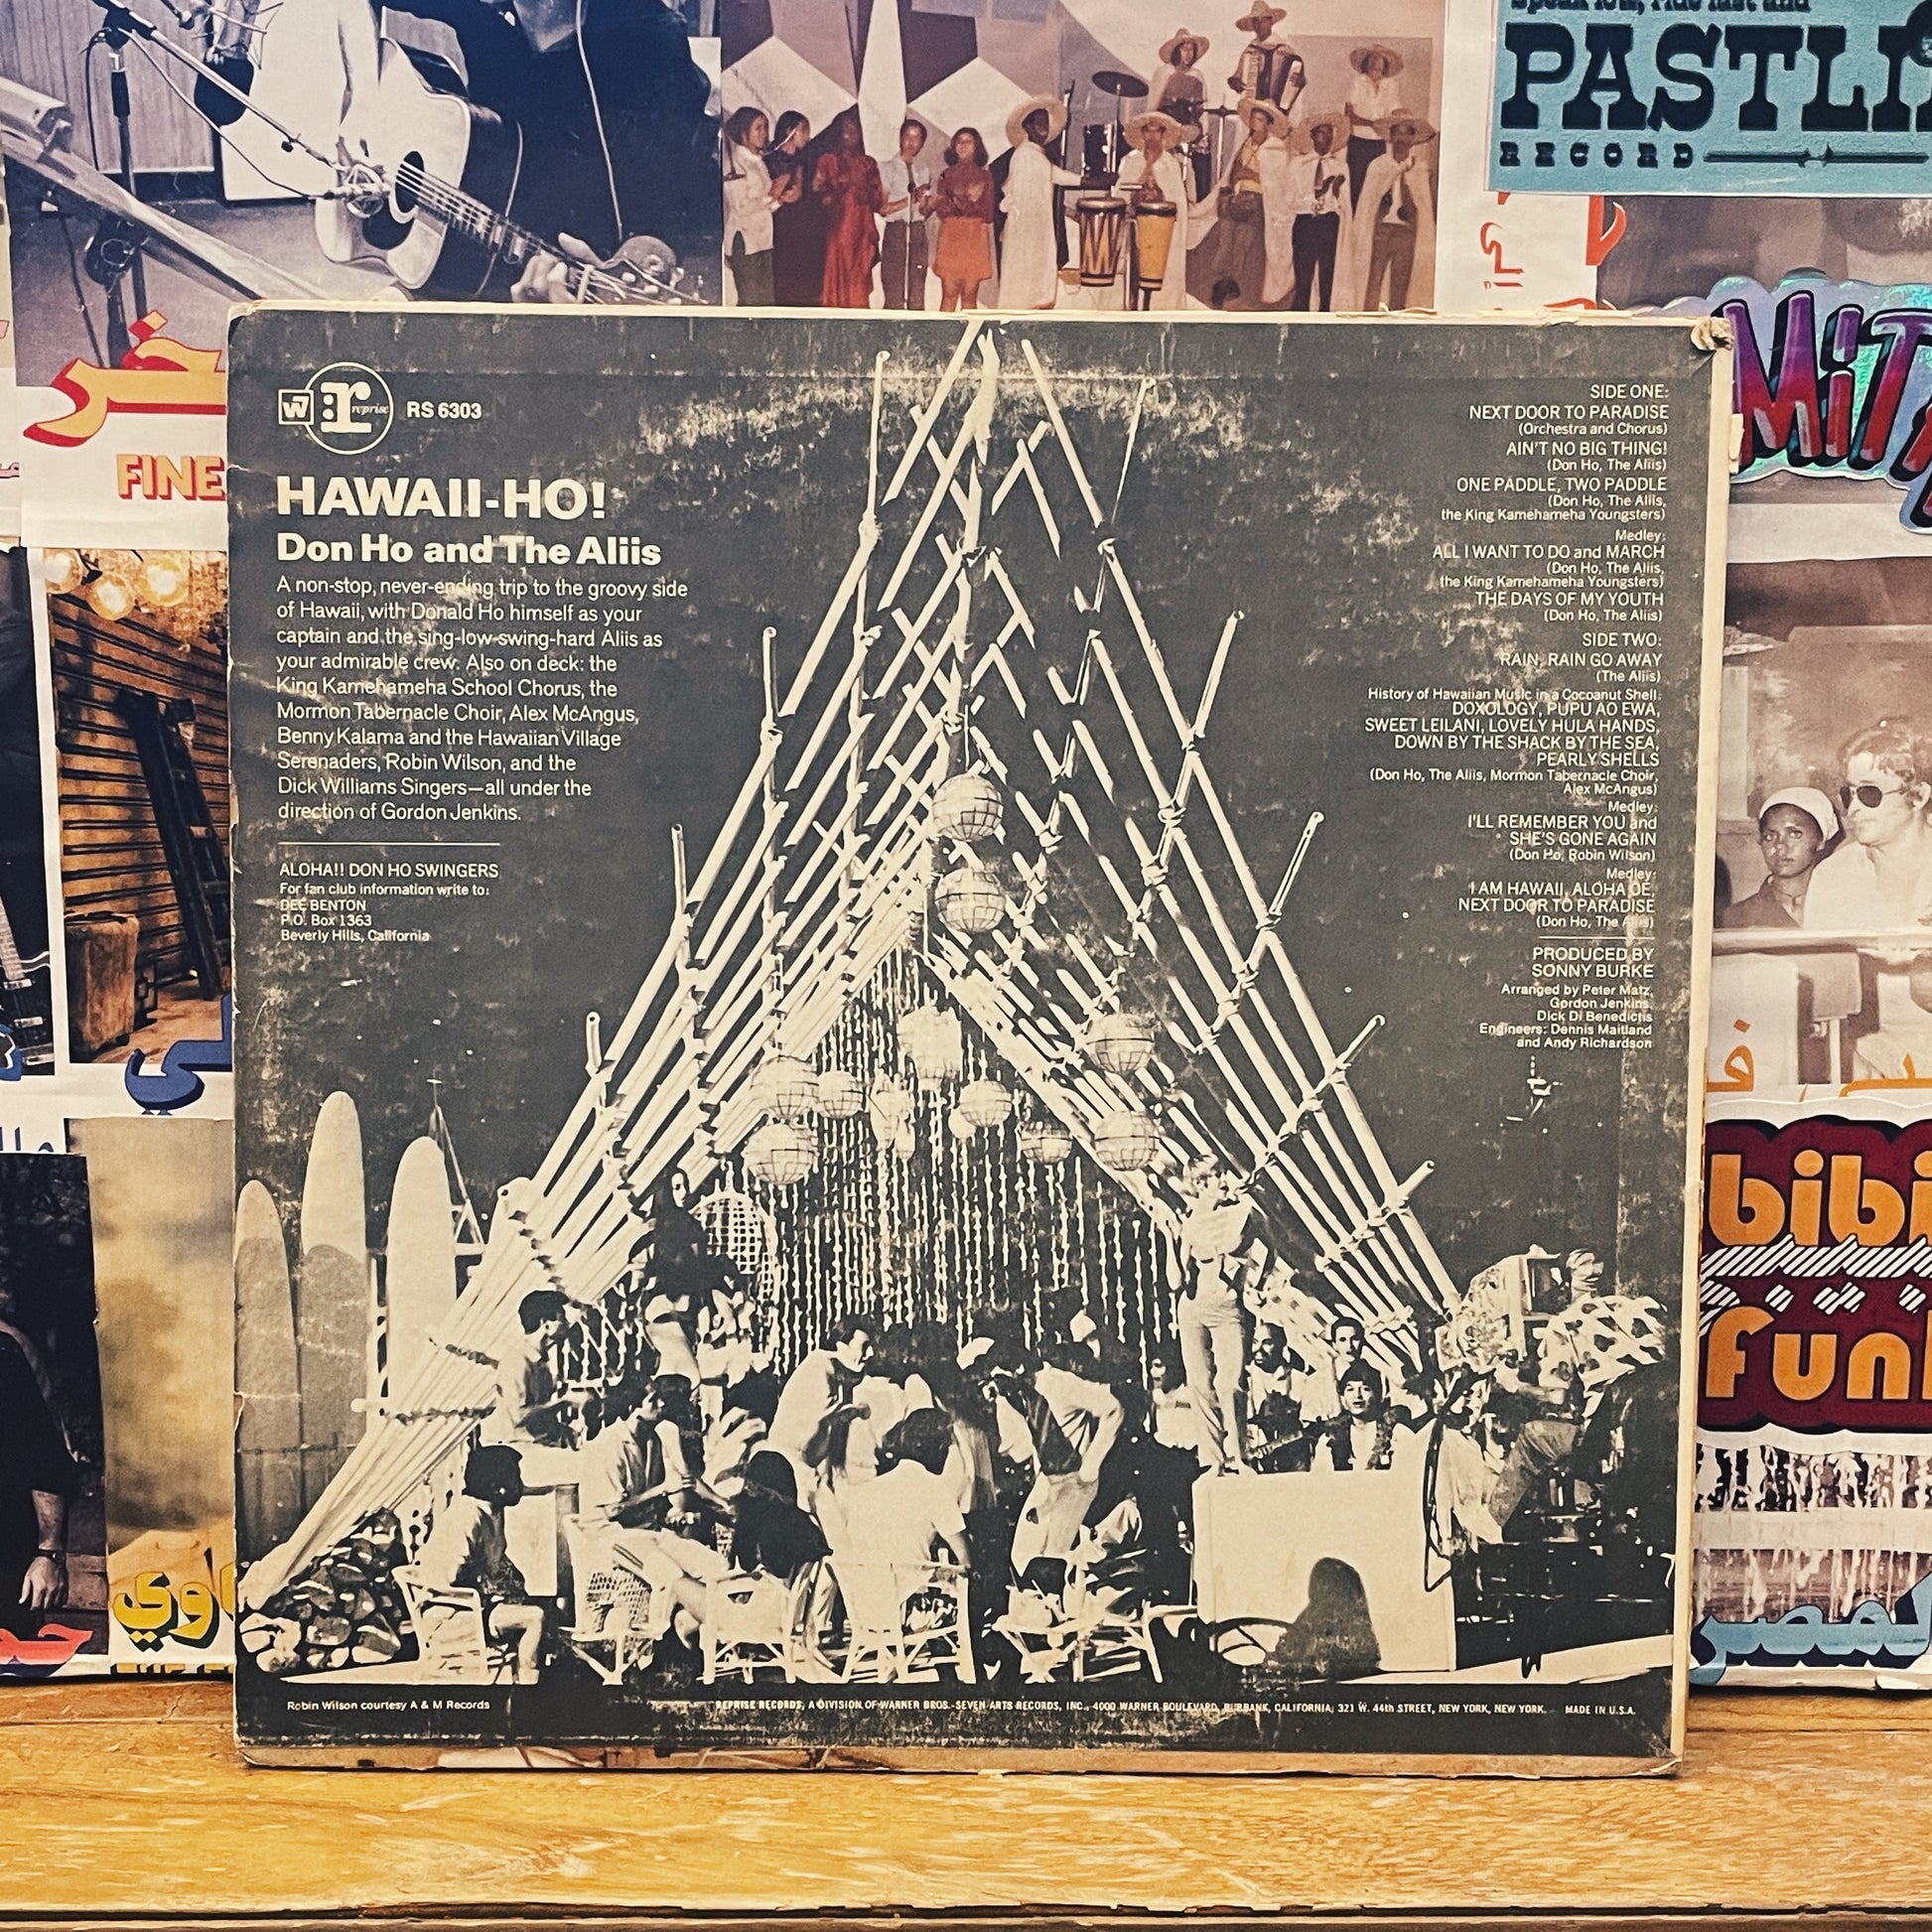 PASTLI
RECORD
خر
FINE
W7
r
reprise
RS 6303
HAWAII-HO!
Don Ho and The Aliis
A non-stop, never-ending trip to the groovy side
of Hawaii, with Donald Ho himself as your
captain and the sing-low-swing-hard Aliis as
your admirable crew. Also on deck: the
King Kamehameha School Chorus, the
Mormon Tabernacle Choir, Alex McAngus,
Benny Kalama and the Hawaiian Village
Serenaders, Robin Wilson, and the
Dick Williams Singers—all under the
direction of Gordon Jenkins.
ALOHA!! DON HO SWINGERS
For fan club information write to:
DEE BENTON
P.O. Box 1363
Beverly Hills, California
SIDE ONE:
NEXT DOOR TO PARADISE
(Orchestra and Chorus)
AIN'T NO BIG THING!
(Don Ho, The Aliis)
ONE PADDLE, TWO PADDLE
(Don Ho, The Aliis,
the King Kamehameha Youngsters)
Medley:
ALL I WANT TO DO and MARCH
(Don Ho, The Aliis,
the King Kamehameha Youngsters)
THE DAYS OF MY YOUTH
(Don Ho, The Aliis)
SIDE TWO:
RAIN, RAIN GO AWAY
(The Aliis)
History of Hawaiian Music in a Cocoanut Shell:
DOXOLOGY, PUPU AO EWA,
SWEET LEILANI, LOVELY HULA HANDS,
DOWN BY THE SHACK BY THE SEA,
PEARLY SHELLS
(Don Ho, The Aliis, Mormon Tabernacle Choir,
Alex McAngus)
Medley:
I'LL REMEMBER YOU and
SHE'S GONE AGAIN
(Don Ho, Robin Wilson)
Medley:
I AM HAWAII, ALOHA OE,
NEXT DOOR TO PARADISE
(Don Ho, The Aliis)
PRODUCED BY
SONNY BURKE
Arranged by Peter Matz,
Gordon Jenkins,
Dick Di Benedictis
Engineers: Dennis Maitland
and Andy Richardson
Robin Wilson courtesy A & M Records
REPRISE RECORDS, A DIVISION OF WARNER BROS.-SEVEN ARTS RECORDS, INC., 4000 WARNER BOULEVARD, BURBANK, CALIFORNIA; 321 W. 44th STREET, NEW YORK, NEW YORK. MADE IN U.S.A.
bibi
Fun
اوي